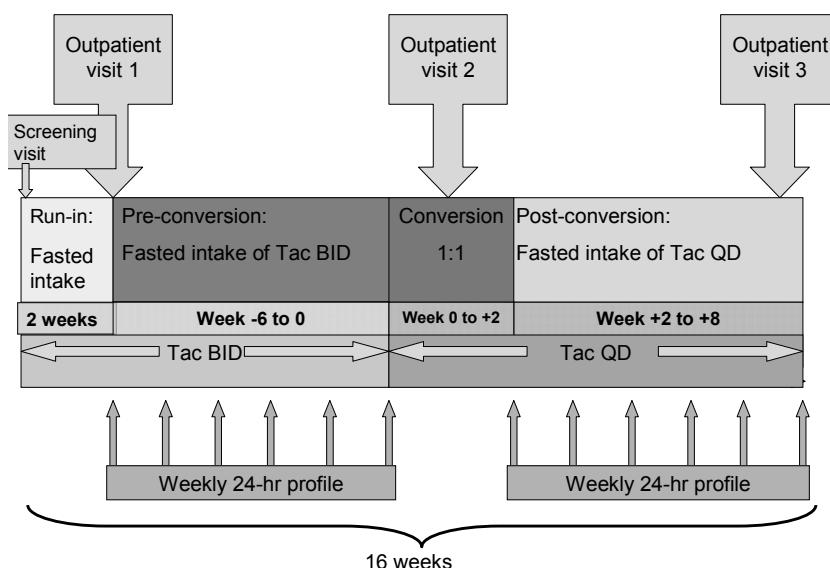 Outpatient
visit 1
Outpatient
visit 2
Outpatient
visit 3
Screening
visit
Run-in:
Fasted
intake
Pre-conversion:
Fasted intake of Tac BID
Conversion
1:1
Post-conversion:
Fasted intake of Tac QD
2 weeks
Week -6 to 0
Week 0 to +2
Week +2 to +8
Tac BID
Tac QD
Weekly 24-hr profile
Weekly 24-hr profile
16 weeks